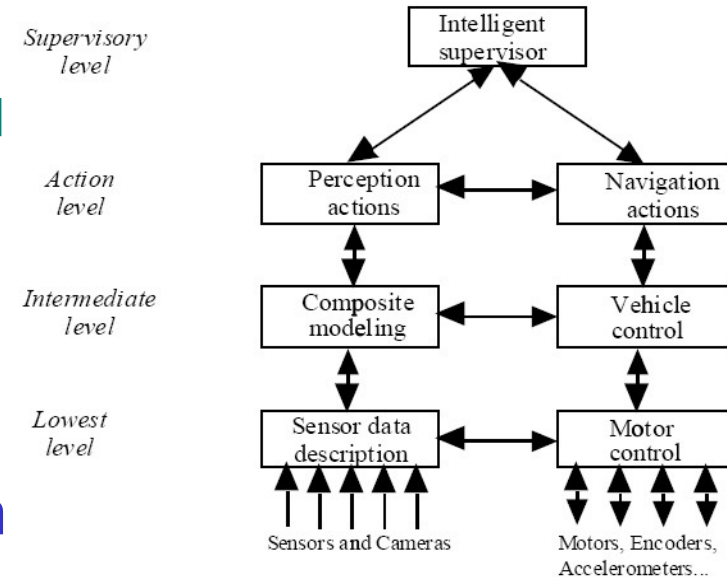 Supervisory
level
Intelligent
supervisor
Action
level
Perception
actions
Navigation
actions
Intermediate
level
Composite
modeling
Vehicle
control
Lowest
level
Sensor data
description
Motor
control
Sensors and Cameras
Motors, Encoders,
Accelerometers...